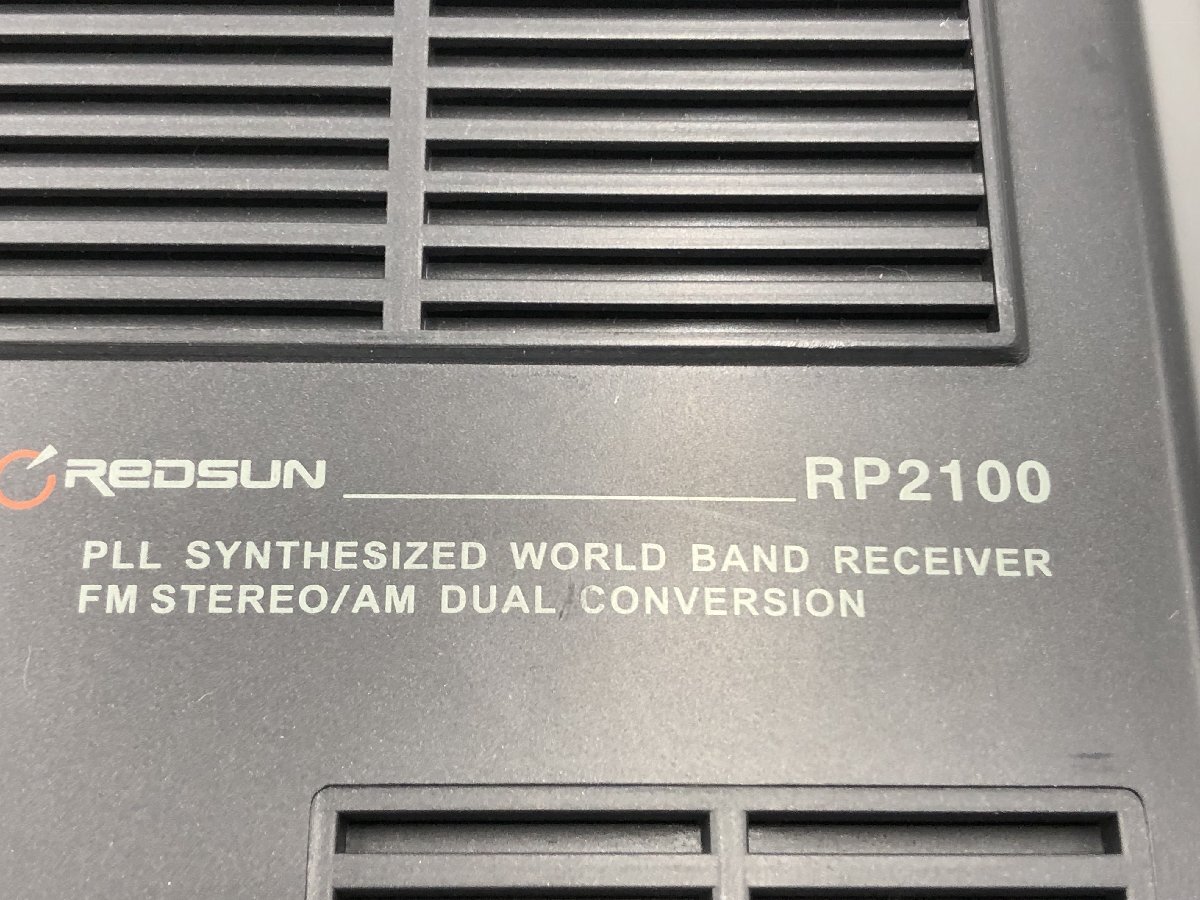 REDSUN RP2100
PLL SYNTHESIZED WORLD BAND RECEIVER
FM STEREO/AM DUAL CONVERSION